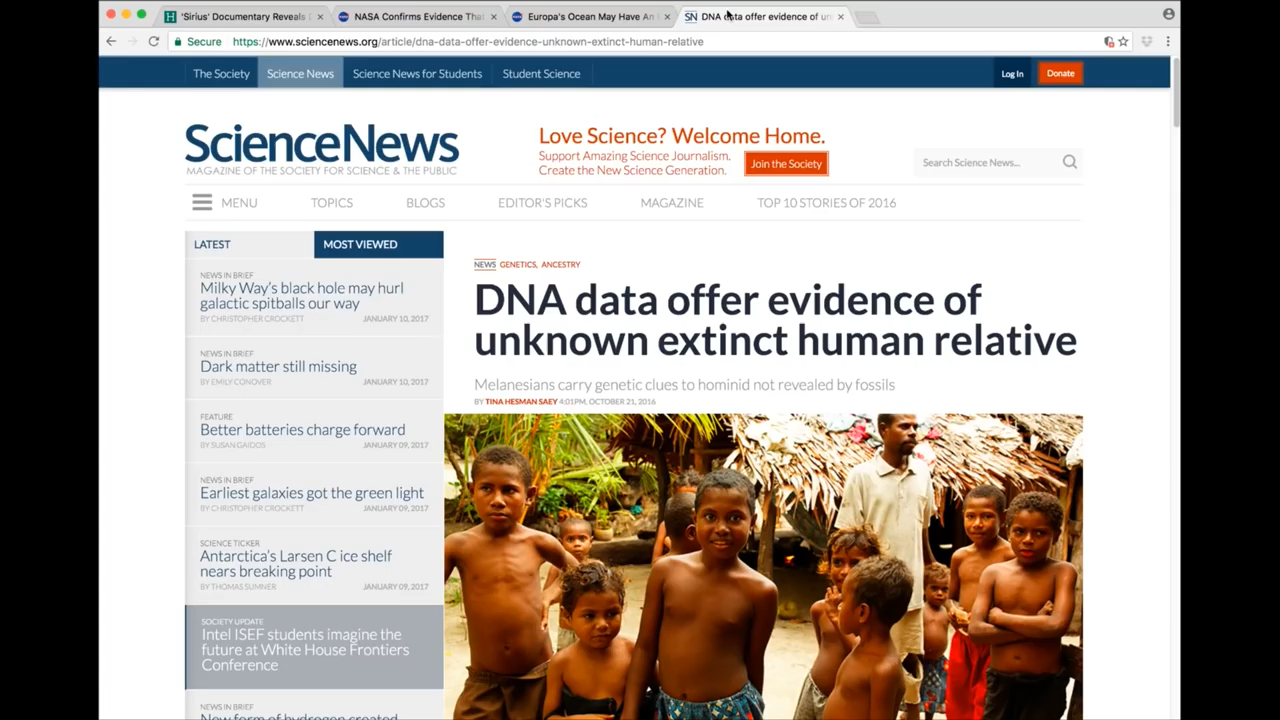 'Sirius' Documentary Reveals
NASA Confirms Evidence That
Europa's Ocean May Have An
SN DNA data offer evidence of un
Secure https://www.sciencenews.org/article/dna-data-offer-evidence-unknown-extinct-human-relative
The Society Science News Science News for Students Student Science Log In Donate
ScienceNews
MAGAZINE OF THE SOCIETY FOR SCIENCE & THE PUBLIC
Love Science? Welcome Home.
Support Amazing Science Journalism.
Create the New Science Generation.
Join the Society
Search Science News...
MENU TOPICS BLOGS EDITOR'S PICKS MAGAZINE TOP 10 STORIES OF 2016
LATEST MOST VIEWED
NEWS IN BRIEF
Milky Way's black hole may hurl
galactic spitballs our way
BY CHRISTOPHER CROCKETT JANUARY 10, 2017
NEWS IN BRIEF
Dark matter still missing
BY EMILY CONOVER JANUARY 10, 2017
FEATURE
Better batteries charge forward
BY SUSAN GAIDOS JANUARY 09, 2017
NEWS IN BRIEF
Earliest galaxies got the green light
BY CHRISTOPHER CROCKETT JANUARY 09, 2017
SCIENCE TICKER
Antarctica's Larsen C ice shelf
nears breaking point
BY THOMAS SUMNER JANUARY 09, 2017
SOCIETY UPDATE
Intel ISEF students imagine the
future at White House Frontiers
Conference
NEWS IN BRIEF
New form of hydrogen created
NEWS GENETICS, ANCESTRY
DNA data offer evidence of
unknown extinct human relative
Melanesians carry genetic clues to hominid not revealed by fossils
BY TINA HESMAN SAEY 4:01PM, OCTOBER 21, 2016